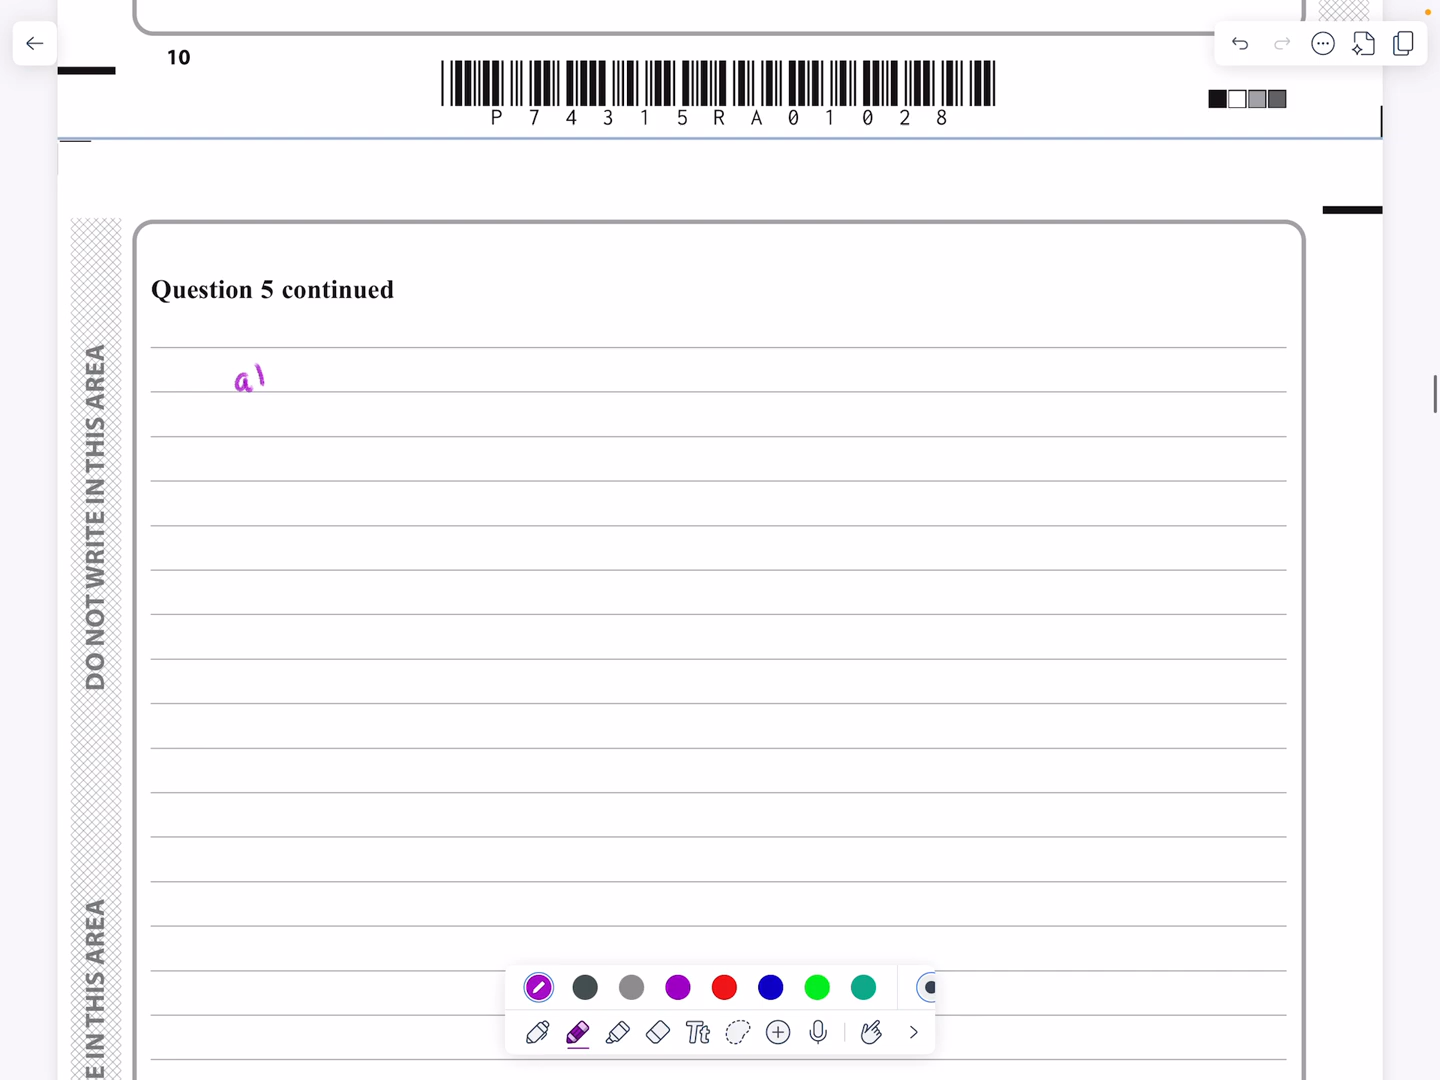 10
P 7 4 3 1 5 R A 0 1 0 2 8
Question 5 continued
a)
DO NOT WRITE IN THIS AREA
E IN THIS AREA
Tt